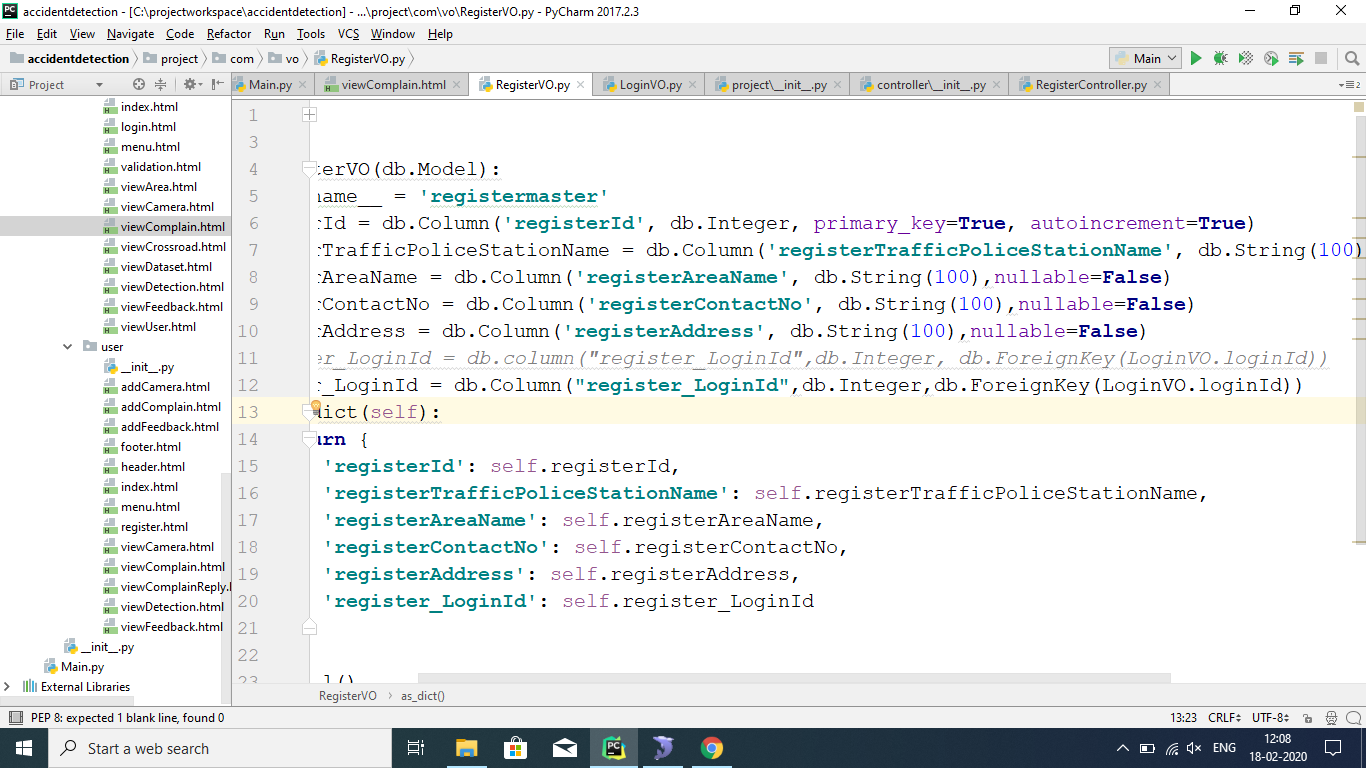 accidentdetection - [C:\projectworkspace\accidentdetection] - ...\project\com\vo\RegisterVO.py - PyCharm 2017.2.3
File Edit View Navigate Code Refactor Run Tools VCS Window Help
accidentdetection project com vo RegisterVO.py Main
Project Main.py viewComplain.html RegisterVO.py LoginVO.py project\__init__.py controller\__init__.py RegisterController.py 2
index.html
login.html
menu.html
validation.html
viewArea.html
viewCamera.html
viewComplain.html
viewCrossroad.html
viewDataset.html
viewDetection.html
viewFeedback.html
viewUser.html
user
__init__.py
addCamera.html
addComplain.html
addFeedback.html
footer.html
header.html
index.html
menu.html
register.html
viewCamera.html
viewComplain.html
viewComplainReply.
viewDetection.html
viewFeedback.html
__init__.py
Main.py
External Libraries
1
3
4 terVO(db.Model):
5 name__ = 'registermaster'
6 rId = db.Column('registerId', db.Integer, primary_key=True, autoincrement=True)
7 rTrafficPoliceStationName = db.Column('registerTrafficPoliceStationName', db.String(100)
8 rAreaName = db.Column('registerAreaName', db.String(100),nullable=False)
9 rContactNo = db.Column('registerContactNo', db.String(100),nullable=False)
10 rAddress = db.Column('registerAddress', db.String(100),nullable=False)
11 er_LoginId = db.column("register_LoginId",db.Integer, db.ForeignKey(LoginVO.loginId))
12 r_LoginId = db.Column("register_LoginId",db.Integer,db.ForeignKey(LoginVO.loginId))
13 dict(self):
14 urn {
15 'registerId': self.registerId,
16 'registerTrafficPoliceStationName': self.registerTrafficPoliceStationName,
17 'registerAreaName': self.registerAreaName,
18 'registerContactNo': self.registerContactNo,
19 'registerAddress': self.registerAddress,
20 'register_LoginId': self.register_LoginId
21
22
23 l()
RegisterVO as_dict()
PEP 8: expected 1 blank line, found 0 13:23 CRLF UTF-8
Start a web search ENG 12:08
18-02-2020